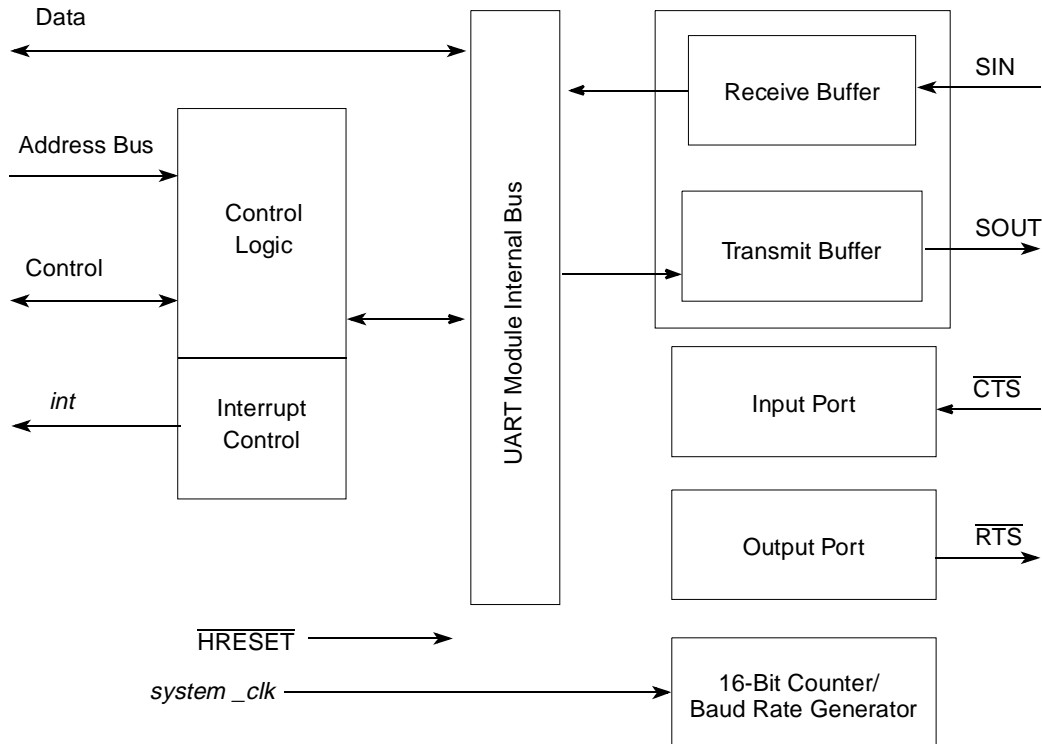 Data
Address Bus
Control
int
Control
Logic
Interrupt
Control
UART Module Internal Bus
Receive Buffer
Transmit Buffer
SIN
SOUT
Input Port
CTS
Output Port
RTS
HRESET
system _clk
16-Bit Counter/
Baud Rate Generator